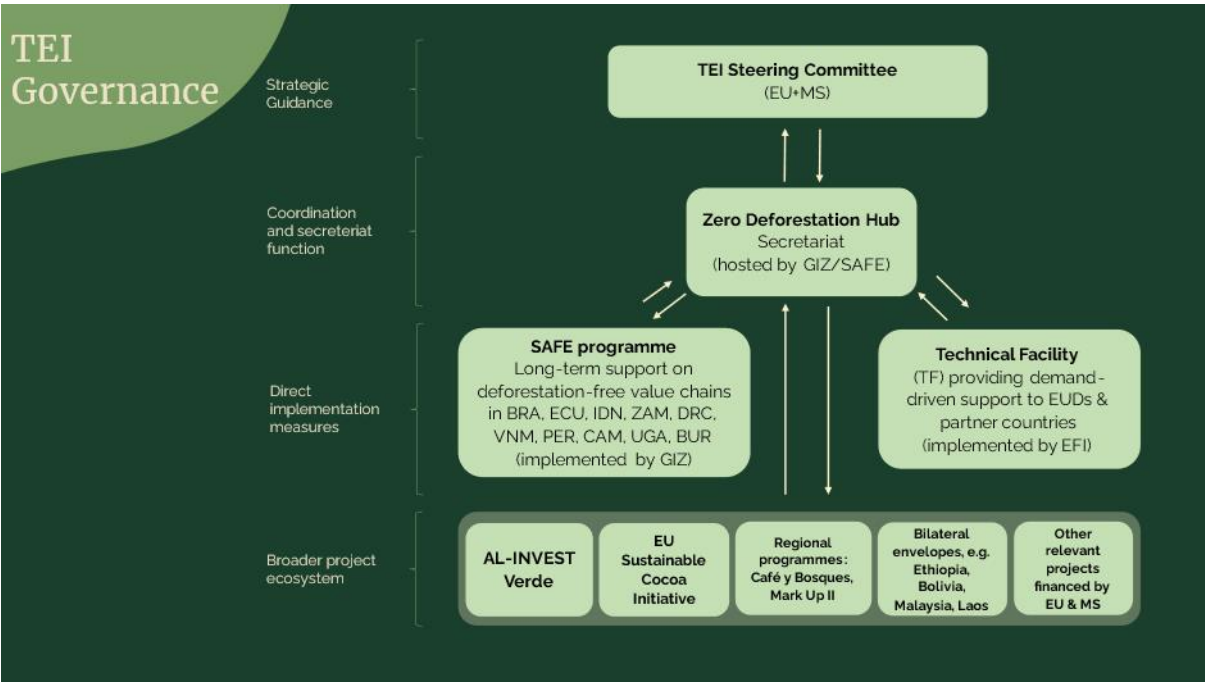 TEI
Governance
Strategic
Guidance
TEI Steering Committee
(EU+MS)
Coordination
and secreteriat
function
Zero Deforestation Hub
Secretariat
(hosted by GIZ/SAFE)
Direct
implementation
measures
SAFE programme
Long-term support on
deforestation-free value chains
in BRA, ECU, IDN, ZAM, DRC,
VNM, PER, CAM, UGA, BUR
(implemented by GIZ)
Technical Facility
(TF) providing demand-
driven support to EUDs &
partner countries
(implemented by EFI)
Broader project
ecosystem
AL-INVEST
Verde
EU
Sustainable
Cocoa
Initiative
Regional
programmes:
Café y Bosques,
Mark Up II
Bilateral
envelopes, e.g.
Ethiopia,
Bolivia,
Malaysia, Laos
Other
relevant
projects
financed by
EU & MS